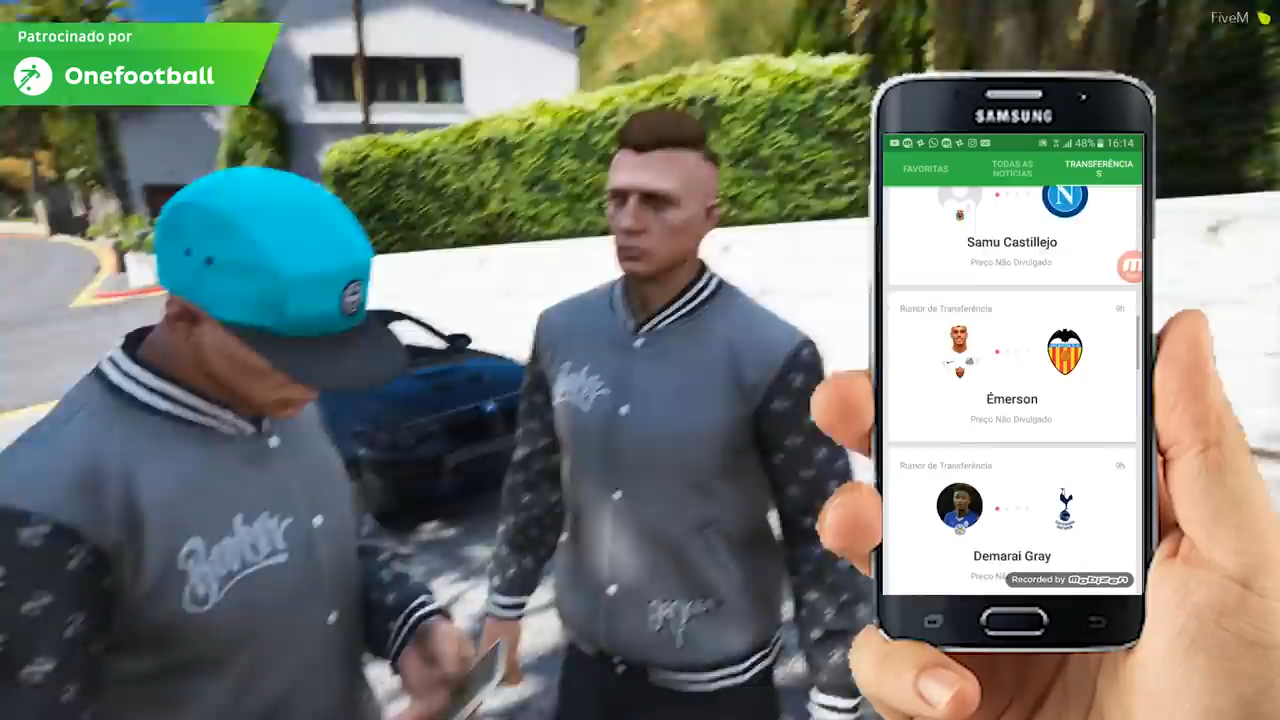 Patrocinado por
Onefootball
FiveM
SAMSUNG
48% 16:14
FAVORITAS
TODAS AS NOTÍCIAS
TRANSFERÊNCIA
S
N
Samu Castillejo
Preço Não Divulgado
Rumor de Transferência 9h
Émerson
Preço Não Divulgado
Rumor de Transferência 9h
Demarai Gray
Recorded by mobizen